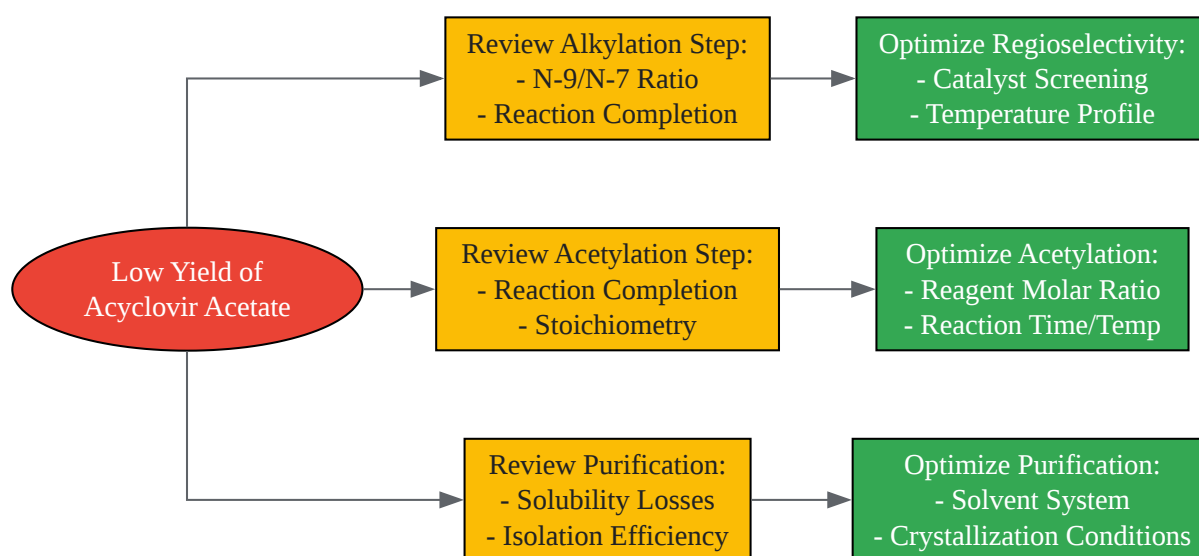 Low Yield of
Acyclovir Acetate
Review Alkylation Step:
- N-9/N-7 Ratio
- Reaction Completion
Optimize Regioselectivity:
- Catalyst Screening
- Temperature Profile
Review Acetylation Step:
- Reaction Completion
- Stoichiometry
Optimize Acetylation:
- Reagent Molar Ratio
- Reaction Time/Temp
Review Purification:
- Solubility Losses
- Isolation Efficiency
Optimize Purification:
- Solvent System
- Crystallization Conditions